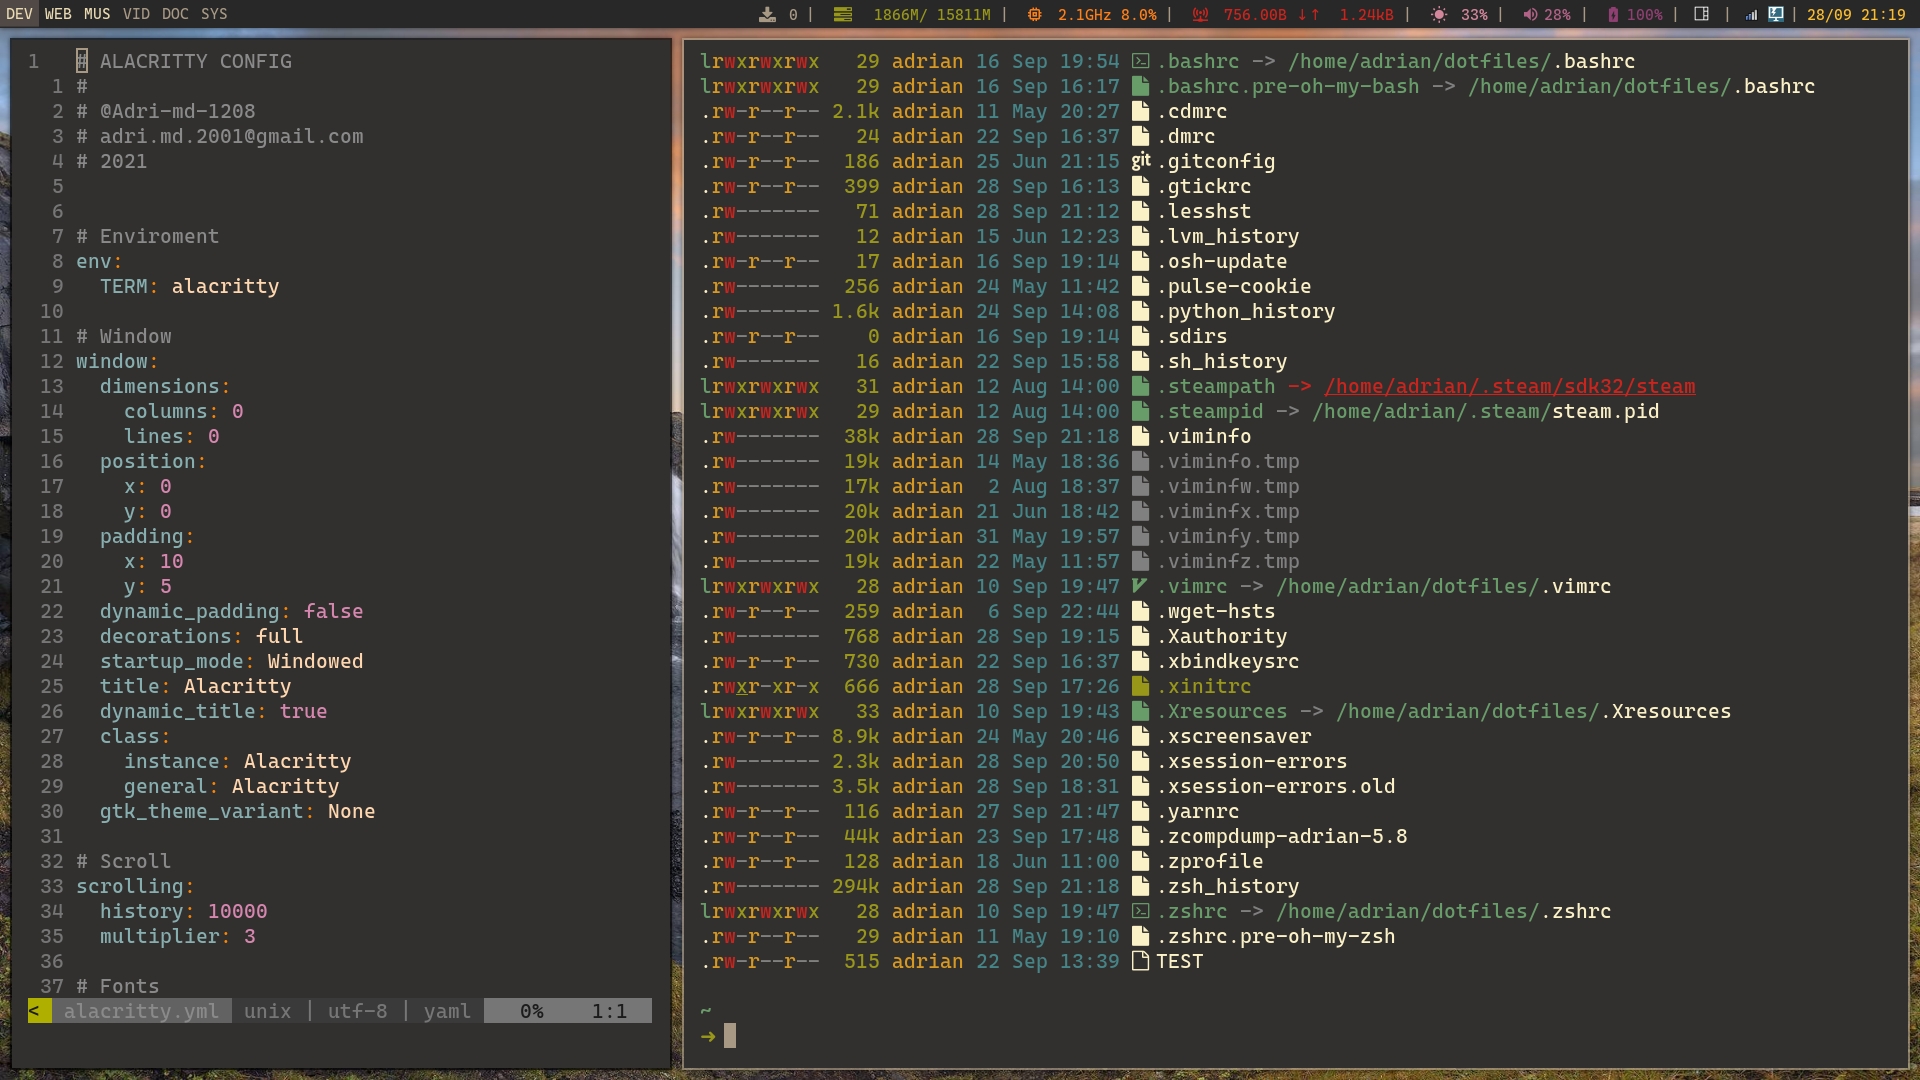 DEV WEB MUS VID DOC SYS 0 | 1866M/ 15811M | 2.1GHz 8.0% | 756.00B ↓↑ 1.24kB | 33% | 28% | 100% | | | 28/09 21:19
1 # ALACRITTY CONFIG
1 #
2 # @Adri-md-1208
3 # adri.md.2001@gmail.com
4 # 2021
5
6
7 # Enviroment
8 env:
9   TERM: alacritty
10
11 # Window
12 window:
13   dimensions:
14     columns: 0
15     lines: 0
16   position:
17     x: 0
18     y: 0
19   padding:
20     x: 10
21     y: 5
22   dynamic_padding: false
23   decorations: full
24   startup_mode: Windowed
25   title: Alacritty
26   dynamic_title: true
27   class:
28     instance: Alacritty
29     general: Alacritty
30   gtk_theme_variant: None
31
32 # Scroll
33 scrolling:
34   history: 10000
35   multiplier: 3
36
37 # Fonts
< alacritty.yml unix | utf-8 | yaml 0% 1:1
lrwxrwxrwx 29 adrian 16 Sep 19:54 .bashrc -> /home/adrian/dotfiles/.bashrc
lrwxrwxrwx 29 adrian 16 Sep 16:17 .bashrc.pre-oh-my-bash -> /home/adrian/dotfiles/.bashrc
.rw-r--r-- 2.1k adrian 11 May 20:27 .cdmrc
.rw-r--r-- 24 adrian 22 Sep 16:37 .dmrc
.rw-r--r-- 186 adrian 25 Jun 21:15 git .gitconfig
.rw-r--r-- 399 adrian 28 Sep 16:13 .gtickrc
.rw------- 71 adrian 28 Sep 21:12 .lesshst
.rw------- 12 adrian 15 Jun 12:23 .lvm_history
.rw-r--r-- 17 adrian 16 Sep 19:14 .osh-update
.rw------- 256 adrian 24 May 11:42 .pulse-cookie
.rw------- 1.6k adrian 24 Sep 14:08 .python_history
.rw-r--r-- 0 adrian 16 Sep 19:14 .sdirs
.rw------- 16 adrian 22 Sep 15:58 .sh_history
lrwxrwxrwx 31 adrian 12 Aug 14:00 .steampath -> /home/adrian/.steam/sdk32/steam
lrwxrwxrwx 29 adrian 12 Aug 14:00 .steampid -> /home/adrian/.steam/steam.pid
.rw------- 38k adrian 28 Sep 21:18 .viminfo
.rw------- 19k adrian 14 May 18:36 .viminfo.tmp
.rw------- 17k adrian 2 Aug 18:37 .viminfw.tmp
.rw------- 20k adrian 21 Jun 18:42 .viminfx.tmp
.rw------- 20k adrian 31 May 19:57 .viminfy.tmp
.rw------- 19k adrian 22 May 11:57 .viminfz.tmp
lrwxrwxrwx 28 adrian 10 Sep 19:47 .vimrc -> /home/adrian/dotfiles/.vimrc
.rw-r--r-- 259 adrian 6 Sep 22:44 .wget-hsts
.rw------- 768 adrian 28 Sep 19:15 .Xauthority
.rw-r--r-- 730 adrian 22 Sep 16:37 .xbindkeysrc
.rwxr-xr-x 666 adrian 28 Sep 17:26 .xinitrc
lrwxrwxrwx 33 adrian 10 Sep 19:43 .Xresources -> /home/adrian/dotfiles/.Xresources
.rw-r--r-- 8.9k adrian 24 May 20:46 .xscreensaver
.rw------- 2.3k adrian 28 Sep 20:50 .xsession-errors
.rw------- 3.5k adrian 28 Sep 18:31 .xsession-errors.old
.rw-r--r-- 116 adrian 27 Sep 21:47 .yarnrc
.rw-r--r-- 44k adrian 23 Sep 17:48 .zcompdump-adrian-5.8
.rw-r--r-- 128 adrian 18 Jun 11:00 .zprofile
.rw------- 294k adrian 28 Sep 21:18 .zsh_history
lrwxrwxrwx 28 adrian 10 Sep 19:47 .zshrc -> /home/adrian/dotfiles/.zshrc
.rw-r--r-- 29 adrian 11 May 19:10 .zshrc.pre-oh-my-zsh
.rw-r--r-- 515 adrian 22 Sep 13:39 TEST
~
➜